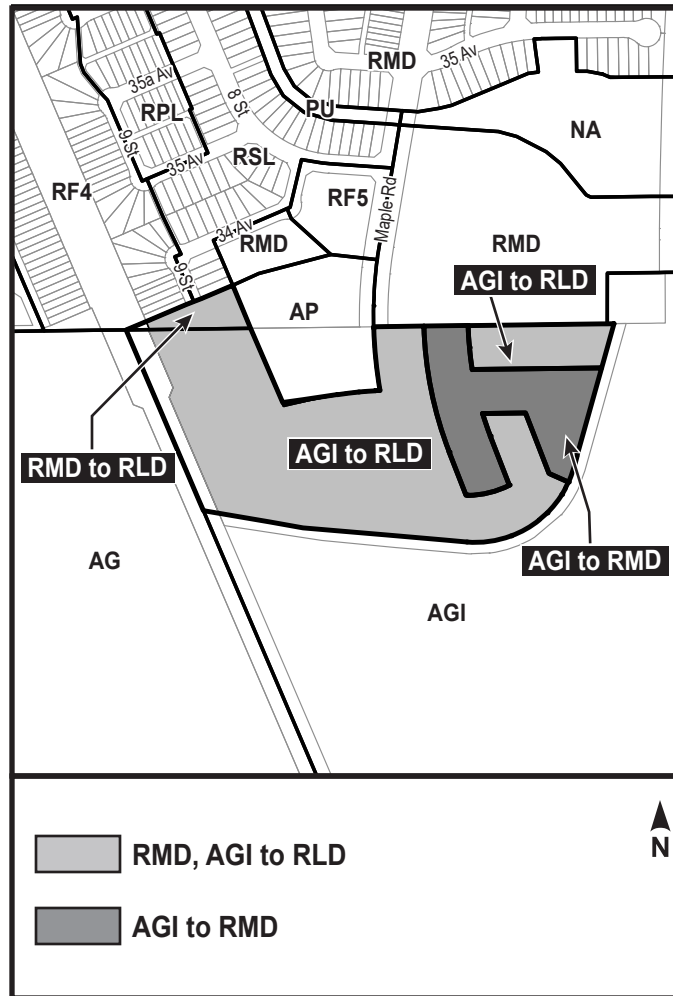 35 Av
RMD
35a Av
8 St
RPL
PU
NA
9 St
35 Av
RSL
RF4
RF5
Maple Rd
34 Av
RMD
RMD
9 St
AGI to RLD
AP
RMD to RLD
AGI to RLD
AG
AGI to RMD
AGI
RMD, AGI to RLD
N
AGI to RMD